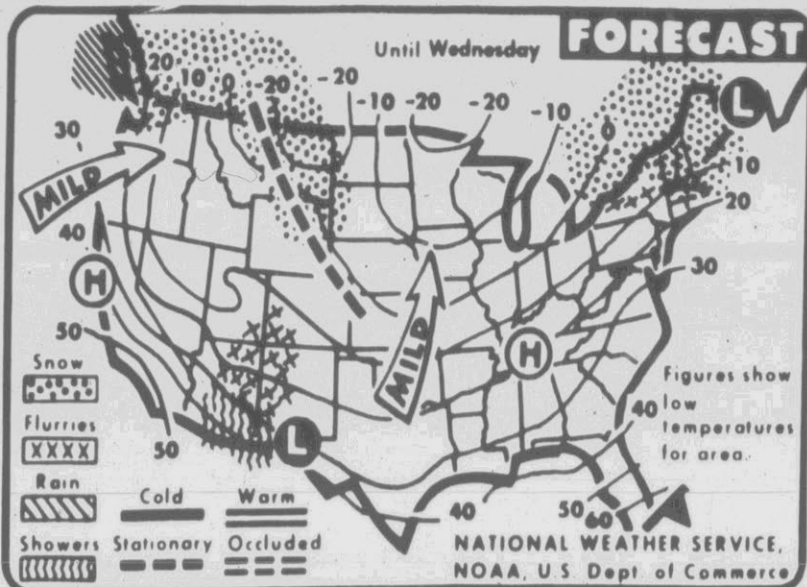 FORECAST
Until Wednesday
20
10
0
-20
-20
-10
-20
-20
-10
0
L
10
20
30
30
MILD
40
H
50
50
MILD
H
L
40
40
50
60
Figures show
low
temperatures
for area.
Snow
Flurries
XXXX
Rain
Showers
Cold
Warm
Stationary
Occluded
NATIONAL WEATHER SERVICE,
NOAA, U.S. Dept. of Commerce